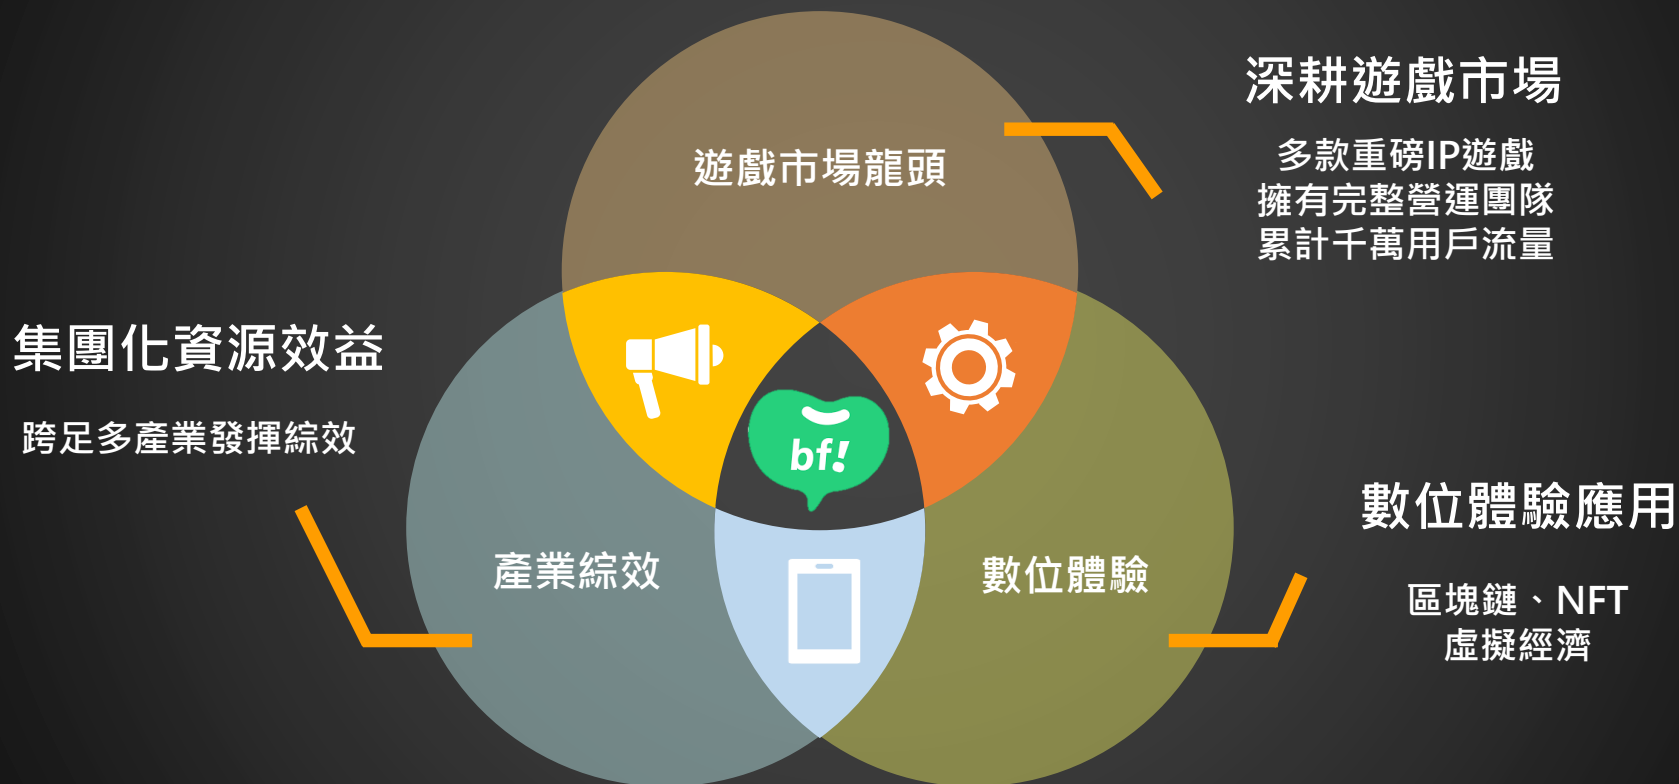 深耕遊戲市場
多款重磅IP遊戲
擁有完整營運團隊
累計千萬用戶流量
遊戲市場龍頭
集團化資源效益
跨足多產業發揮綜效
bf!
產業綜效
數位體驗
數位體驗應用
區塊鏈、NFT
虛擬經濟